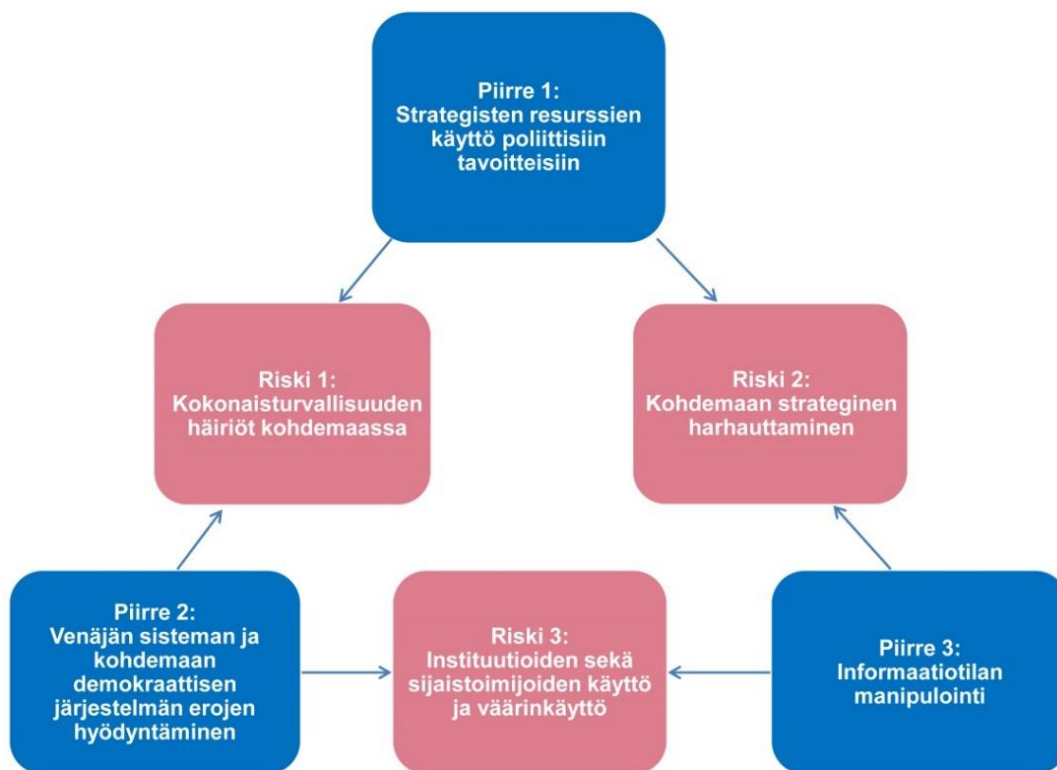 Piirre 1:
Strategisten resurssien
käyttö poliittisiin
tavoitteisiin
Riski 1:
Kokonaisturvallisuuden
häiriöt kohdemaassa
Riski 2:
Kohdemaan strateginen
harhauttaminen
Piirre 2:
Venäjän sisteman ja
kohdemaan
demokraattisen
järjestelmän erojen
hyödyntäminen
Riski 3:
Instituutioiden sekä
sijaistoimijoiden käyttö
ja väärinkäyttö
Piirre 3:
Informaatiotilan
manipulointi